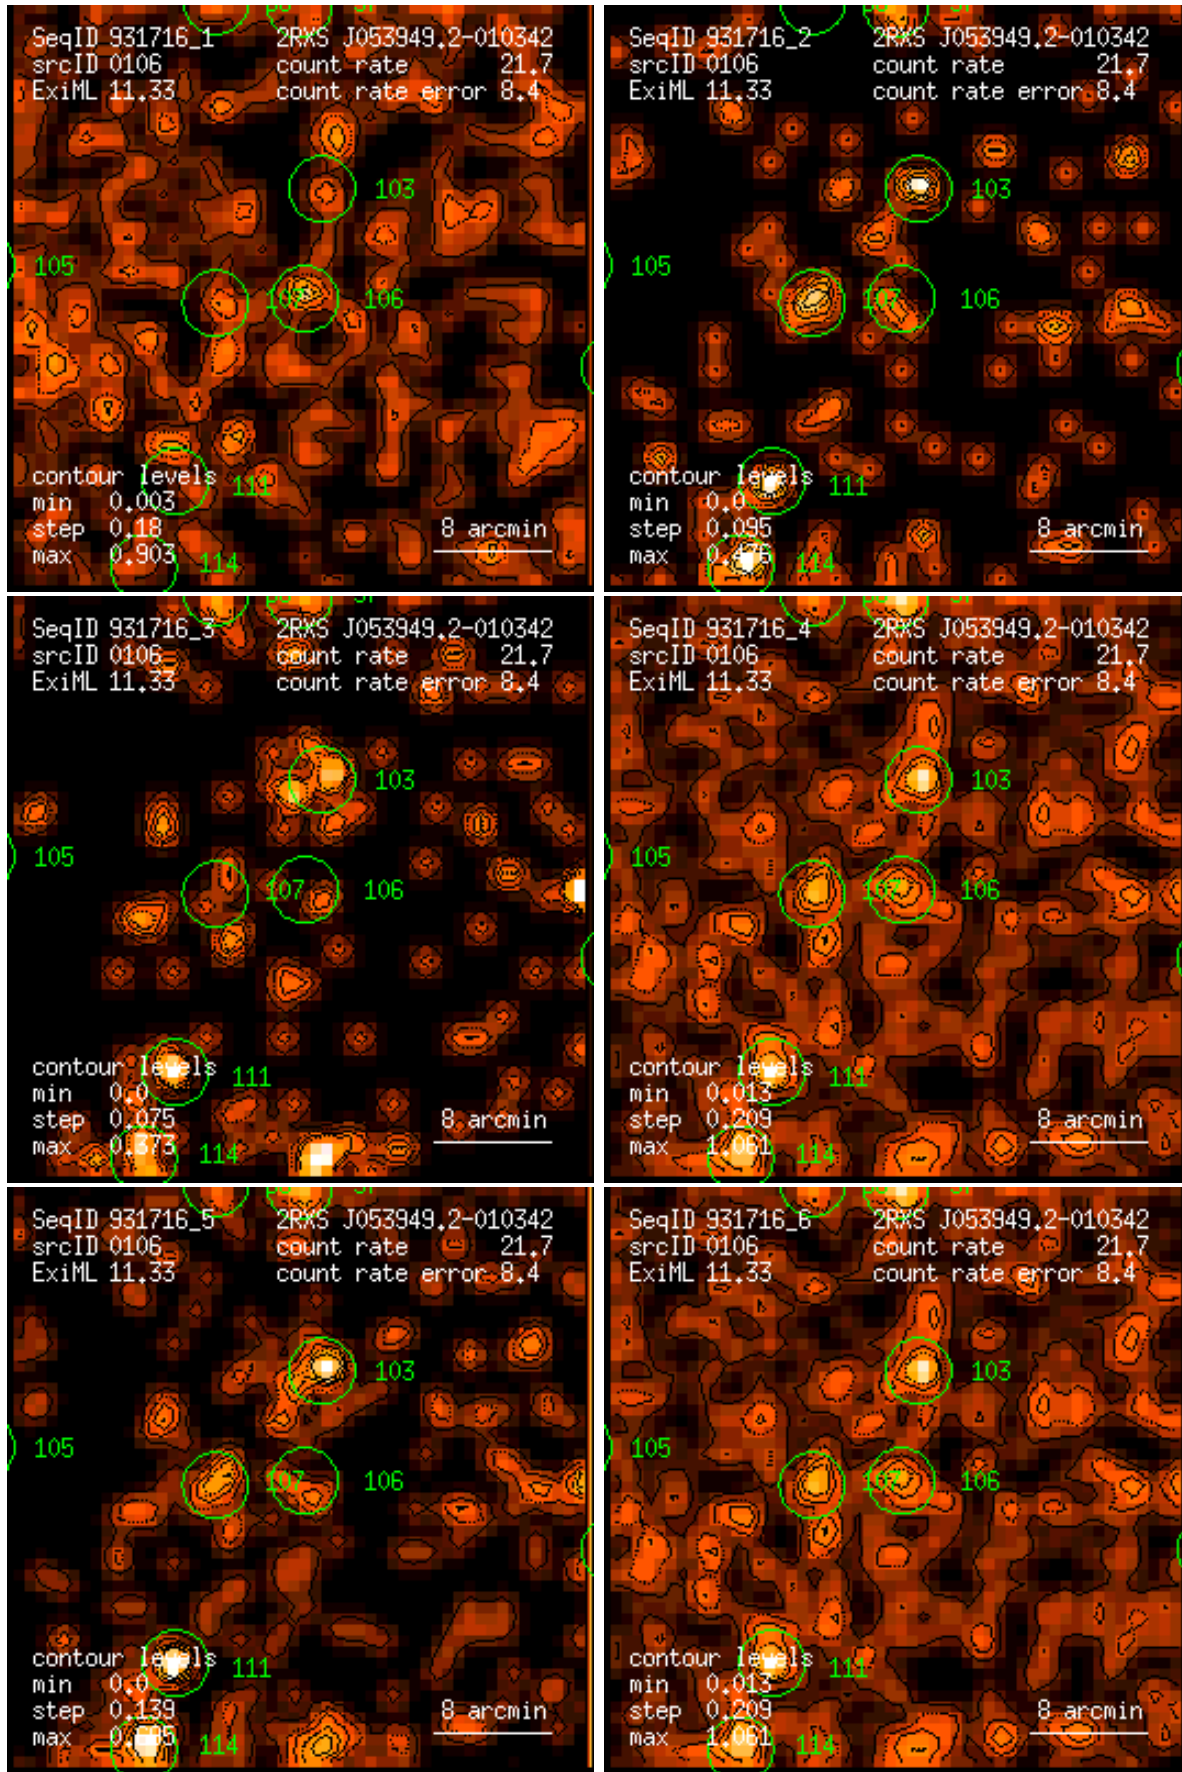 SeqID 931716_1 2RXS J053949.2-010342
srcID 0106 count rate 21.7
ExiML 11.33 count rate error 8.4
103
105
107 106
contour levels
111
min 0.003
step 0.18 8 arcmin
max 0.903
114
SeqID 931716_2 2RXS J053949.2-010342
srcID 0106 count rate 21.7
ExiML 11.33 count rate error 8.4
103
105
107 106
contour levels
111
min 0.0
step 0.095 8 arcmin
max
114
SeqID 931716_3 2RXS J053949.2-010342
srcID 0106 count rate 21.7
ExiML 11.33 count rate error 8.4
103
105
107 106
contour levels
111
min 0.0
step 0.075 8 arcmin
max 0.373
114
SeqID 931716_4 2RXS J053949.2-010342
srcID 0106 count rate 21.7
ExiML 11.33 count rate error 8.4
103
105
107 106
contour levels
111
min 0.013
step 0.209 8 arcmin
max 1.061
114
SeqID 931716_5 2RXS J053949.2-010342
srcID 0106 count rate 21.7
ExiML 11.33 count rate error 8.4
103
105
107 106
contour levels
111
min 0.0
step 0.139 8 arcmin
max
114
SeqID 931716_6 2RXS J053949.2-010342
srcID 0106 count rate 21.7
ExiML 11.33 count rate error 8.4
103
105
107 106
contour levels
111
min 0.013
step 0.209 8 arcmin
max 1.061
114